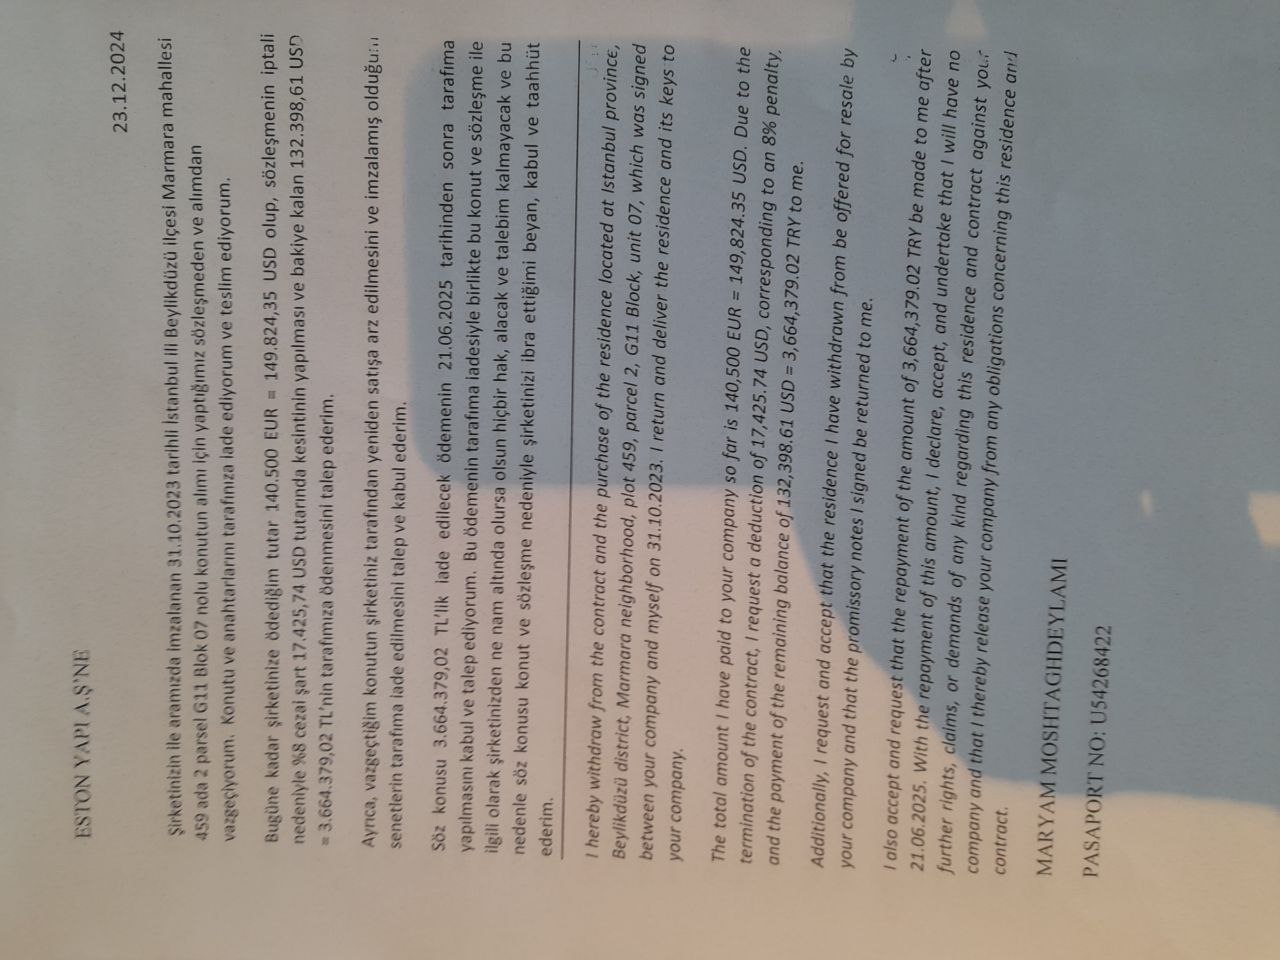 ESTON YAPI A.Ş'NE
23.12.2024
Şirketinizin ile aramızda imzalanan 31.10.2023 tarihli İstanbul ili Beylikdüzü ilçesi Marmara mahallesi
459 ada 2 parsel G11 Blok 07 nolu konutun alımı için yaptığımız sözleşmeden ve alımdan
vazgeçiyorum. Konutu ve anahtarlarını tarafınıza iade ediyorum ve teslim ediyorum.
Bugüne kadar şirketinize ödediğim tutar 140.500 EUR = 149.824,35 USD olup, sözleşmenin iptali
nedeniyle %8 cezai şart 17.425,74 USD tutarında kesintinin yapılması ve bakiye kalan 132.398,61 USD
= 3.664.379,02 TL'nin tarafımıza ödenmesini talep ederim.
Ayrıca, vazgeçtiğim konutun şirketiniz tarafından yeniden satışa arz edilmesini ve imzalamış olduğum
senetlerin tarafıma iade edilmesini talep ve kabul ederim.
Söz konusu 3.664.379,02 TL'lik iade edilecek ödemenin 21.06.2025 tarihinden sonra tarafıma
yapılmasını kabul ve talep ediyorum. Bu ödemenin tarafıma iadesiyle birlikte bu konut ve sözleşme ile
ilgili olarak şirketinizden ne nam altında olursa olsun hiçbir hak, alacak ve talebim kalmayacak ve bu
nedenle söz konusu konut ve sözleşme nedeniyle şirketinizi ibra ettiğimi beyan, kabul ve taahhüt
ederim.
I hereby withdraw from the contract and the purchase of the residence located at Istanbul province,
Beylikdüzü district, Marmara neighborhood, plot 459, parcel 2, G11 Block, unit 07, which was signed
between your company and myself on 31.10.2023. I return and deliver the residence and its keys to
your company.
The total amount I have paid to your company so far is 140,500 EUR = 149,824.35 USD. Due to the
termination of the contract, I request a deduction of 17,425.74 USD, corresponding to an 8% penalty,
and the payment of the remaining balance of 132,398.61 USD = 3,664,379.02 TRY to me.
Additionally, I request and accept that the residence I have withdrawn from be offered for resale by
your company and that the promissory notes I signed be returned to me.
I also accept and request that the repayment of the amount of 3,664,379.02 TRY be made to me after
21.06.2025. With the repayment of this amount, I declare, accept, and undertake that I will have no
further rights, claims, or demands of any kind regarding this residence and contract against your
company and that I thereby release your company from any obligations concerning this residence and
contract.
MARYAM MOSHTAGHDEYLAMI
PASAPORT NO: U54268422